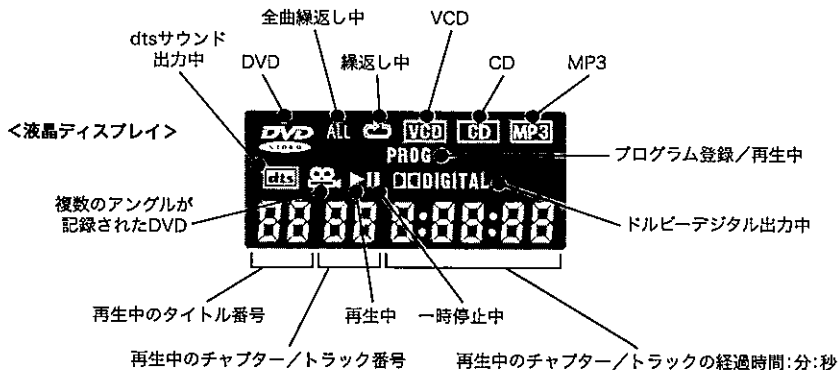 全曲繰返し中
VCD
dtsサウンド
出力中
DVD
繰返し中
CD
MP3
<液晶ディスプレイ>
DVD
VIDEO
ALL
VCD
CD
MP3
PROG
プログラム登録/再生中
dts
DIGITAL
複数のアングルが
記録されたDVD
ドルビーデジタル出力中
88 88 8:88:88
再生中のタイトル番号
再生中
一時停止中
再生中のチャプター/トラック番号
再生中のチャプター/トラックの経過時間:分:秒